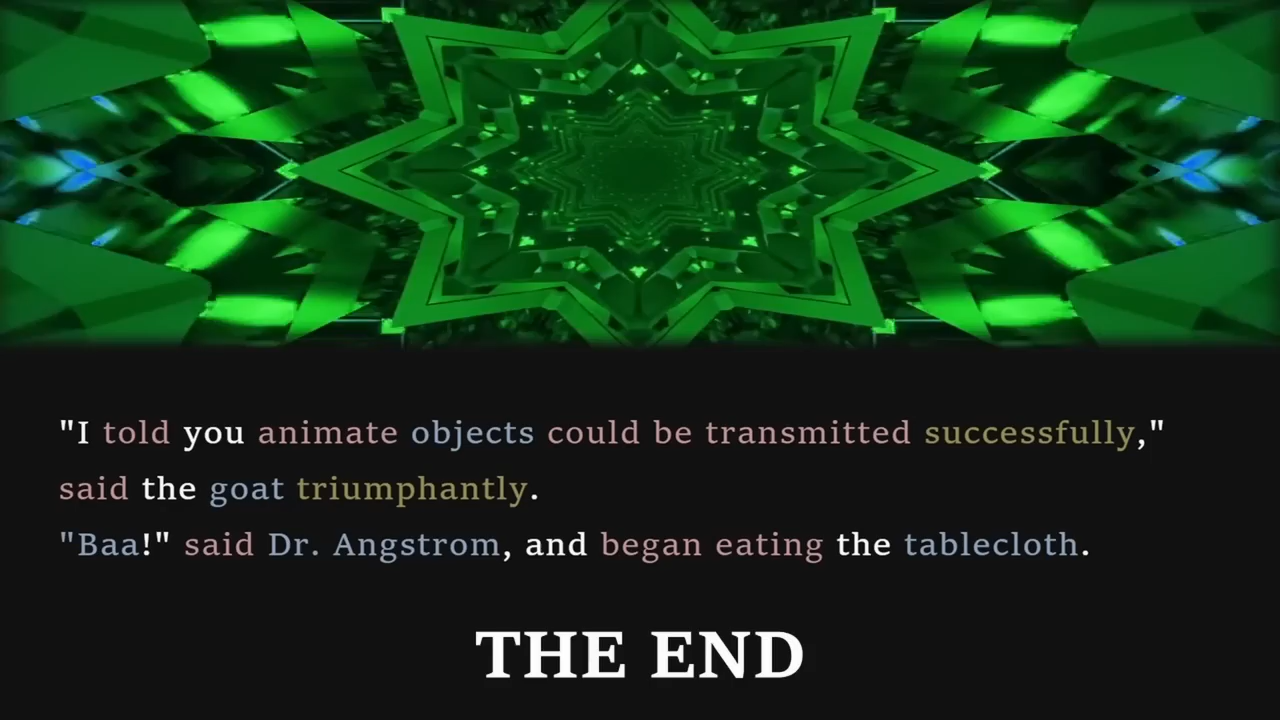 "I told you animate objects could be transmitted successfully,"
said the goat triumphantly.
"Baa!" said Dr. Angstrom, and began eating the tablecloth.
THE END